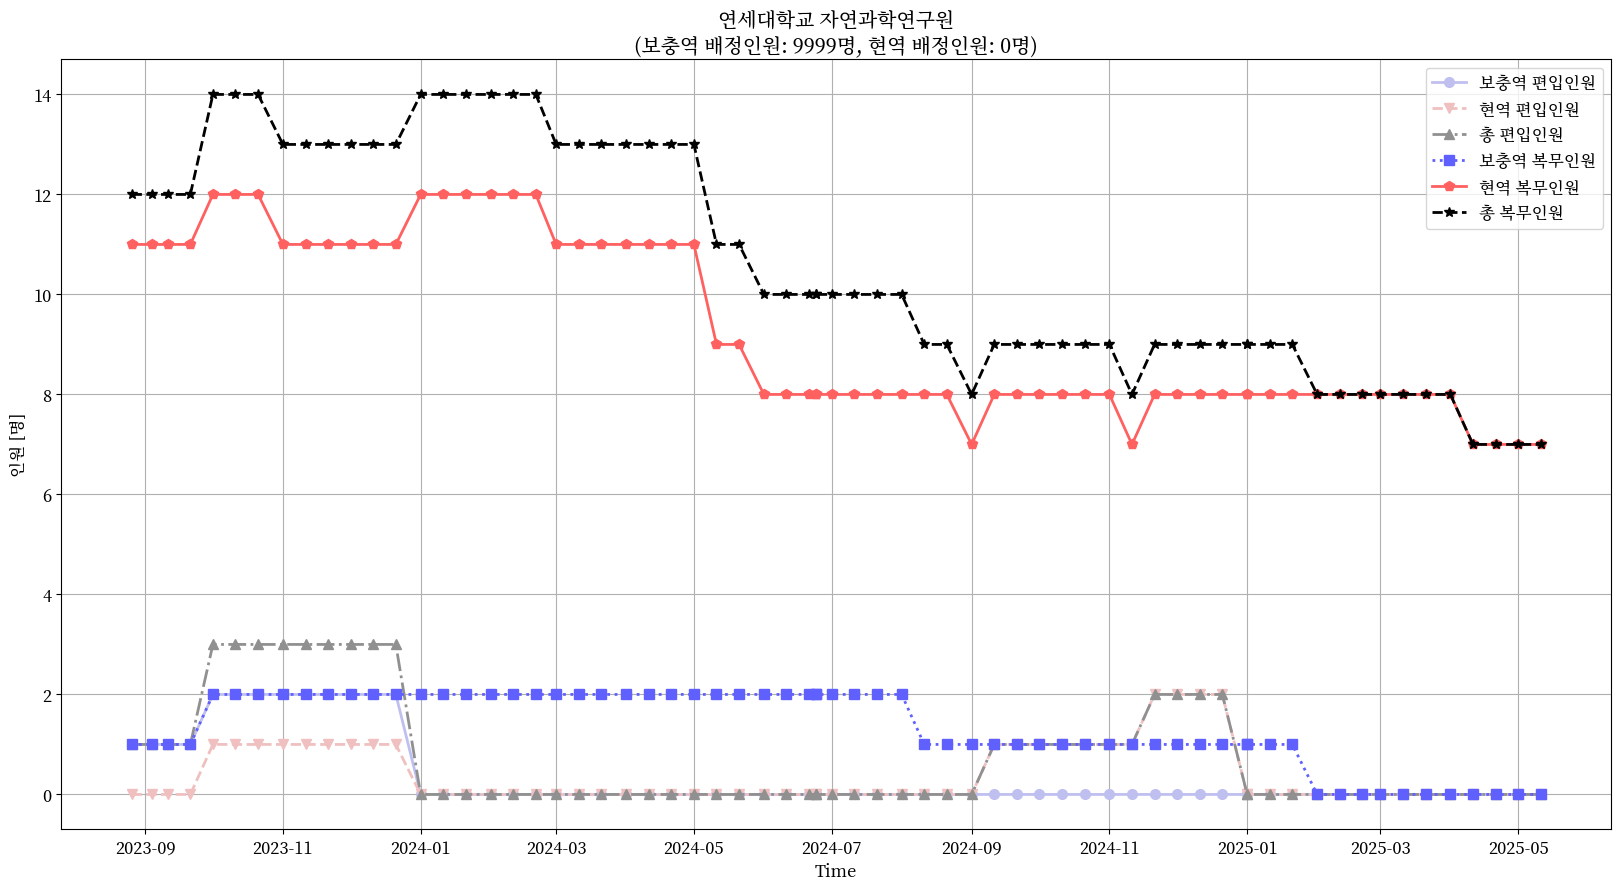 연세대학교 자연과학연구원
(보충역 배정인원: 9999명, 현역 배정인원: 0명)
보충역 편입인원
현역 편입인원
총 편입인원
보충역 복무인원
현역 복무인원
총 복무인원
인원 [명]
14
12
10
8
6
4
2
0
2023-09
2023-11
2024-01
2024-03
2024-05
2024-07
2024-09
2024-11
2025-01
2025-03
2025-05
Time